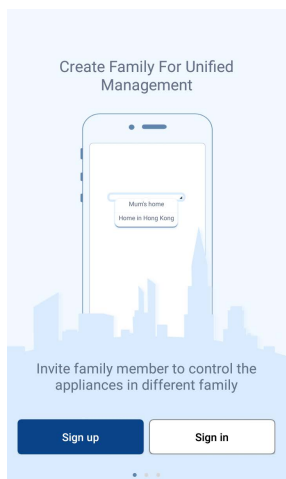 Create Family For Unified
Management
Mum's home
Home in Hong Kong
Invite family member to control the
appliances in different family
Sign up
Sign in